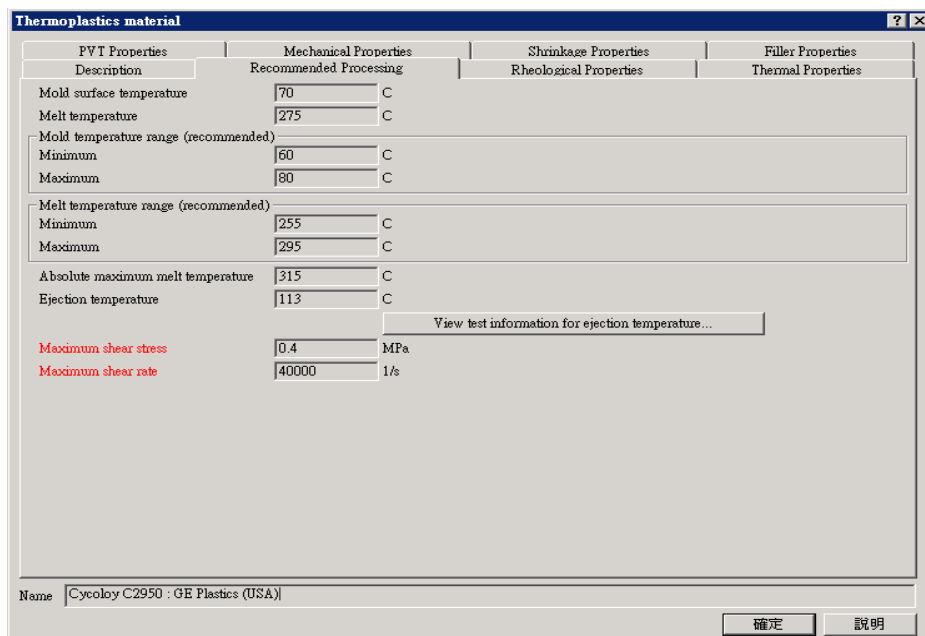 Thermoplastics material
? X
PVT Properties Mechanical Properties Shrinkage Properties Filler Properties
Description Recommended Processing Rheological Properties Thermal Properties
Mold surface temperature 70 C
Melt temperature 275 C
Mold temperature range (recommended)
Minimum 60 C
Maximum 80 C
Melt temperature range (recommended)
Minimum 255 C
Maximum 295 C
Absolute maximum melt temperature 315 C
Ejection temperature 113 C
View test information for ejection temperature...
Maximum shear stress 0.4 MPa
Maximum shear rate 40000 1/s
Name Cycoloy C2950 : GE Plastics (USA)
確定 說明